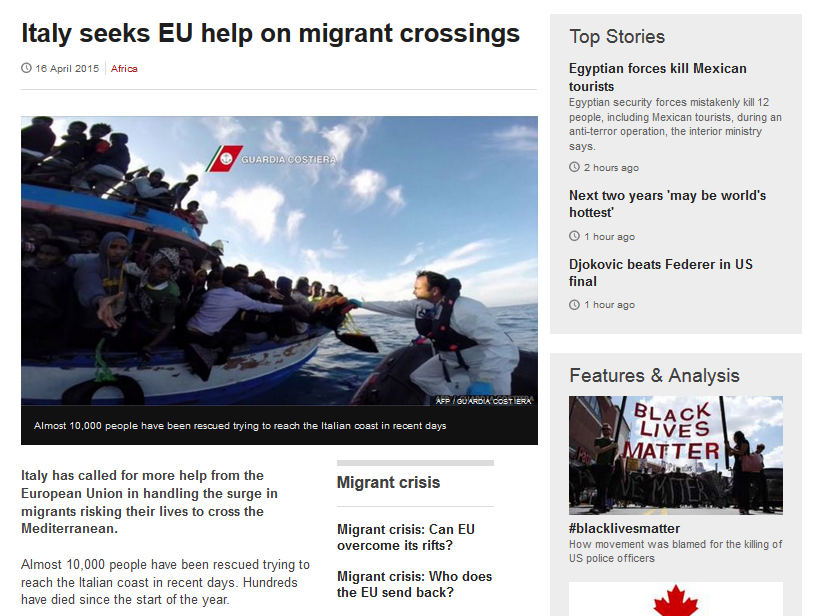 Italy seeks EU help on migrant crossings
16 April 2015 Africa
GUARDIA COSTIERA
AFP / GUARDIA COSTIERA
Almost 10,000 people have been rescued trying to reach the Italian coast in recent days
Italy has called for more help from the
European Union in handling the surge in
migrants risking their lives to cross the
Mediterranean.
Almost 10,000 people have been rescued trying to
reach the Italian coast in recent days. Hundreds
have died since the start of the year.
Migrant crisis
Migrant crisis: Can EU
overcome its rifts?
Migrant crisis: Who does
the EU send back?
Top Stories
Egyptian forces kill Mexican
tourists
Egyptian security forces mistakenly kill 12
people, including Mexican tourists, during an
anti-terror operation, the interior ministry
says.
2 hours ago
Next two years 'may be world's
hottest'
1 hour ago
Djokovic beats Federer in US
final
1 hour ago
Features & Analysis
BLACK
LIVES
MATTER
#blacklivesmatter
How movement was blamed for the killing of
US police officers